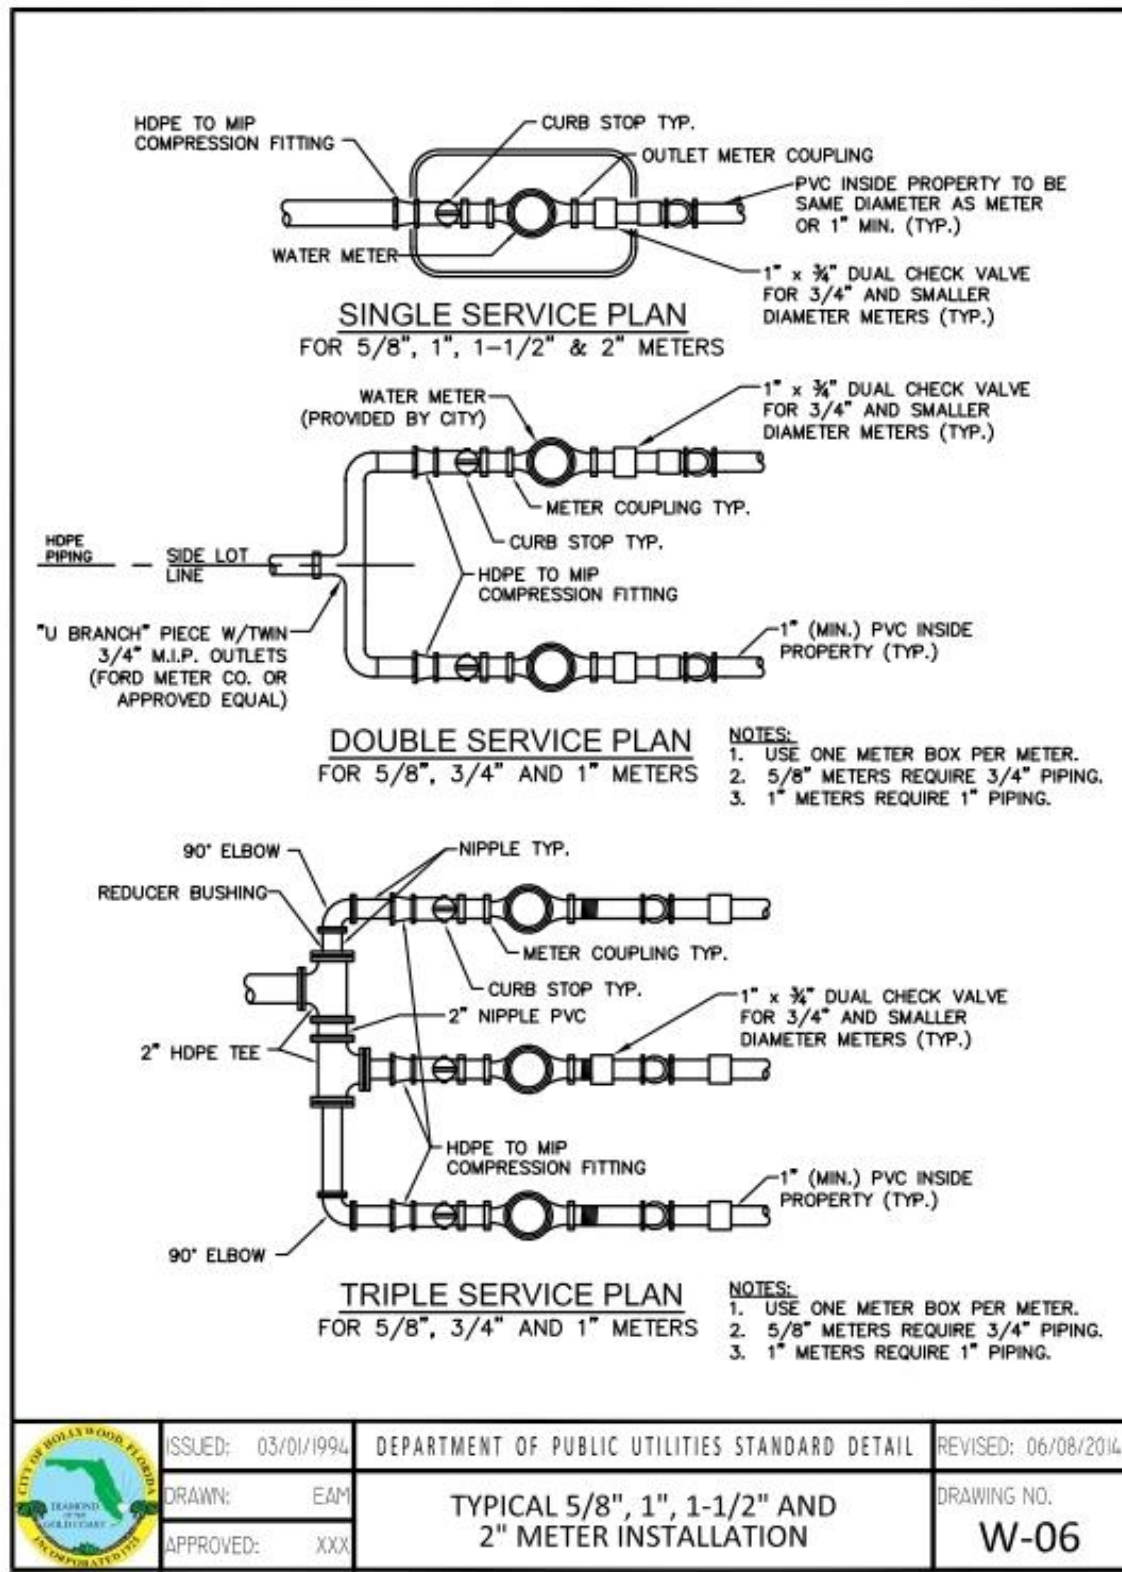 HDPE TO MIP
COMPRESSION FITTING
CURB STOP TYP.
OUTLET METER COUPLING
PVC INSIDE PROPERTY TO BE
SAME DIAMETER AS METER
OR 1" MIN. (TYP.)
WATER METER
1" x ¾" DUAL CHECK VALVE
FOR 3/4" AND SMALLER
DIAMETER METERS (TYP.)
SINGLE SERVICE PLAN
FOR 5/8", 1", 1-1/2" & 2" METERS
WATER METER
(PROVIDED BY CITY)
1" x ¾" DUAL CHECK VALVE
FOR 3/4" AND SMALLER
DIAMETER METERS (TYP.)
METER COUPLING TYP.
CURB STOP TYP.
HDPE
PIPING
SIDE LOT
LINE
HDPE TO MIP
COMPRESSION FITTING
"U BRANCH" PIECE W/TWIN
3/4" M.I.P. OUTLETS
(FORD METER CO. OR
APPROVED EQUAL)
1" (MIN.) PVC INSIDE
PROPERTY (TYP.)
DOUBLE SERVICE PLAN
FOR 5/8", 3/4" AND 1" METERS
NOTES:
1. USE ONE METER BOX PER METER.
2. 5/8" METERS REQUIRE 3/4" PIPING.
3. 1" METERS REQUIRE 1" PIPING.
90° ELBOW
NIPPLE TYP.
REDUCER BUSHING
METER COUPLING TYP.
CURB STOP TYP.
2" NIPPLE PVC
1" x ¾" DUAL CHECK VALVE
FOR 3/4" AND SMALLER
DIAMETER METERS (TYP.)
2" HDPE TEE
HDPE TO MIP
COMPRESSION FITTING
1" (MIN.) PVC INSIDE
PROPERTY (TYP.)
90° ELBOW
TRIPLE SERVICE PLAN
FOR 5/8", 3/4" AND 1" METERS
NOTES:
1. USE ONE METER BOX PER METER.
2. 5/8" METERS REQUIRE 3/4" PIPING.
3. 1" METERS REQUIRE 1" PIPING.
CITY OF HOLLYWOOD, FLORIDA
DIAMOND
OF THE
GOLD COAST
INCORPORATED 1925
ISSUED: 03/01/1994
DRAWN: EAM
APPROVED: XXX
DEPARTMENT OF PUBLIC UTILITIES STANDARD DETAIL
TYPICAL 5/8", 1", 1-1/2" AND
2" METER INSTALLATION
REVISED: 06/08/2014
DRAWING NO.
W-06